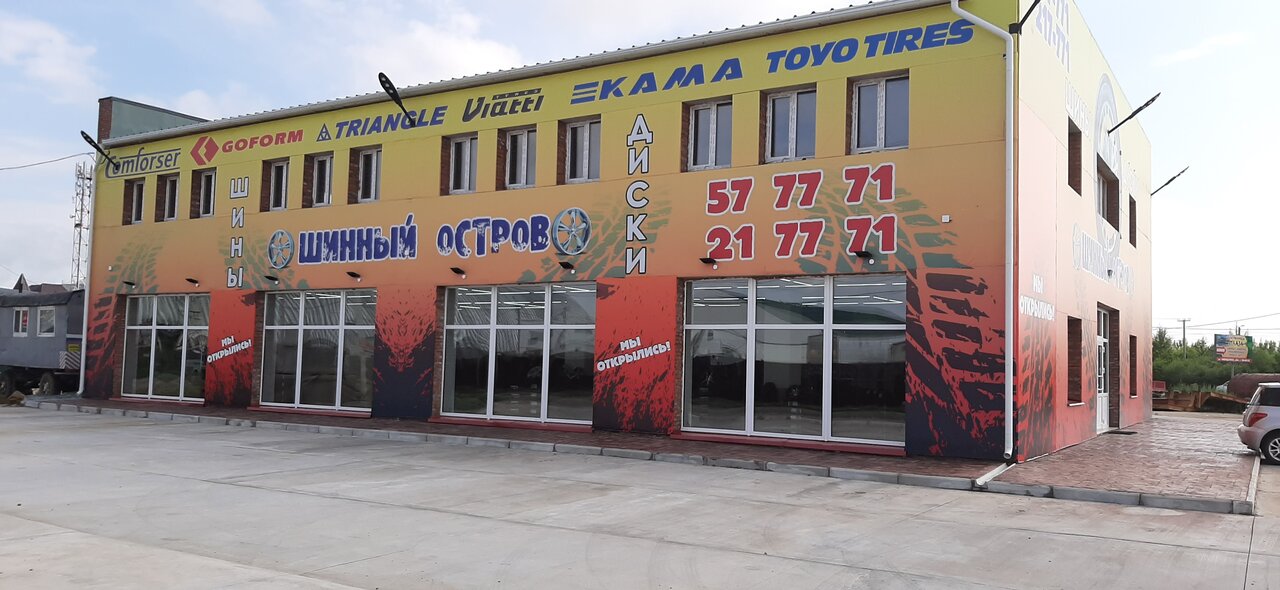 Comforser
GOFORM
TRIANGLE
Viatti
KAMA
TOYO TIRES
ШИНЫ
ШИННЫЙ ОСТРОВ
ДИСКИ
57 77 71
21 77 71
МЫ
ОТКРЫЛИСЬ!
МЫ
ОТКРЫЛИСЬ!
МЫ
ОТКРЫЛИСЬ!